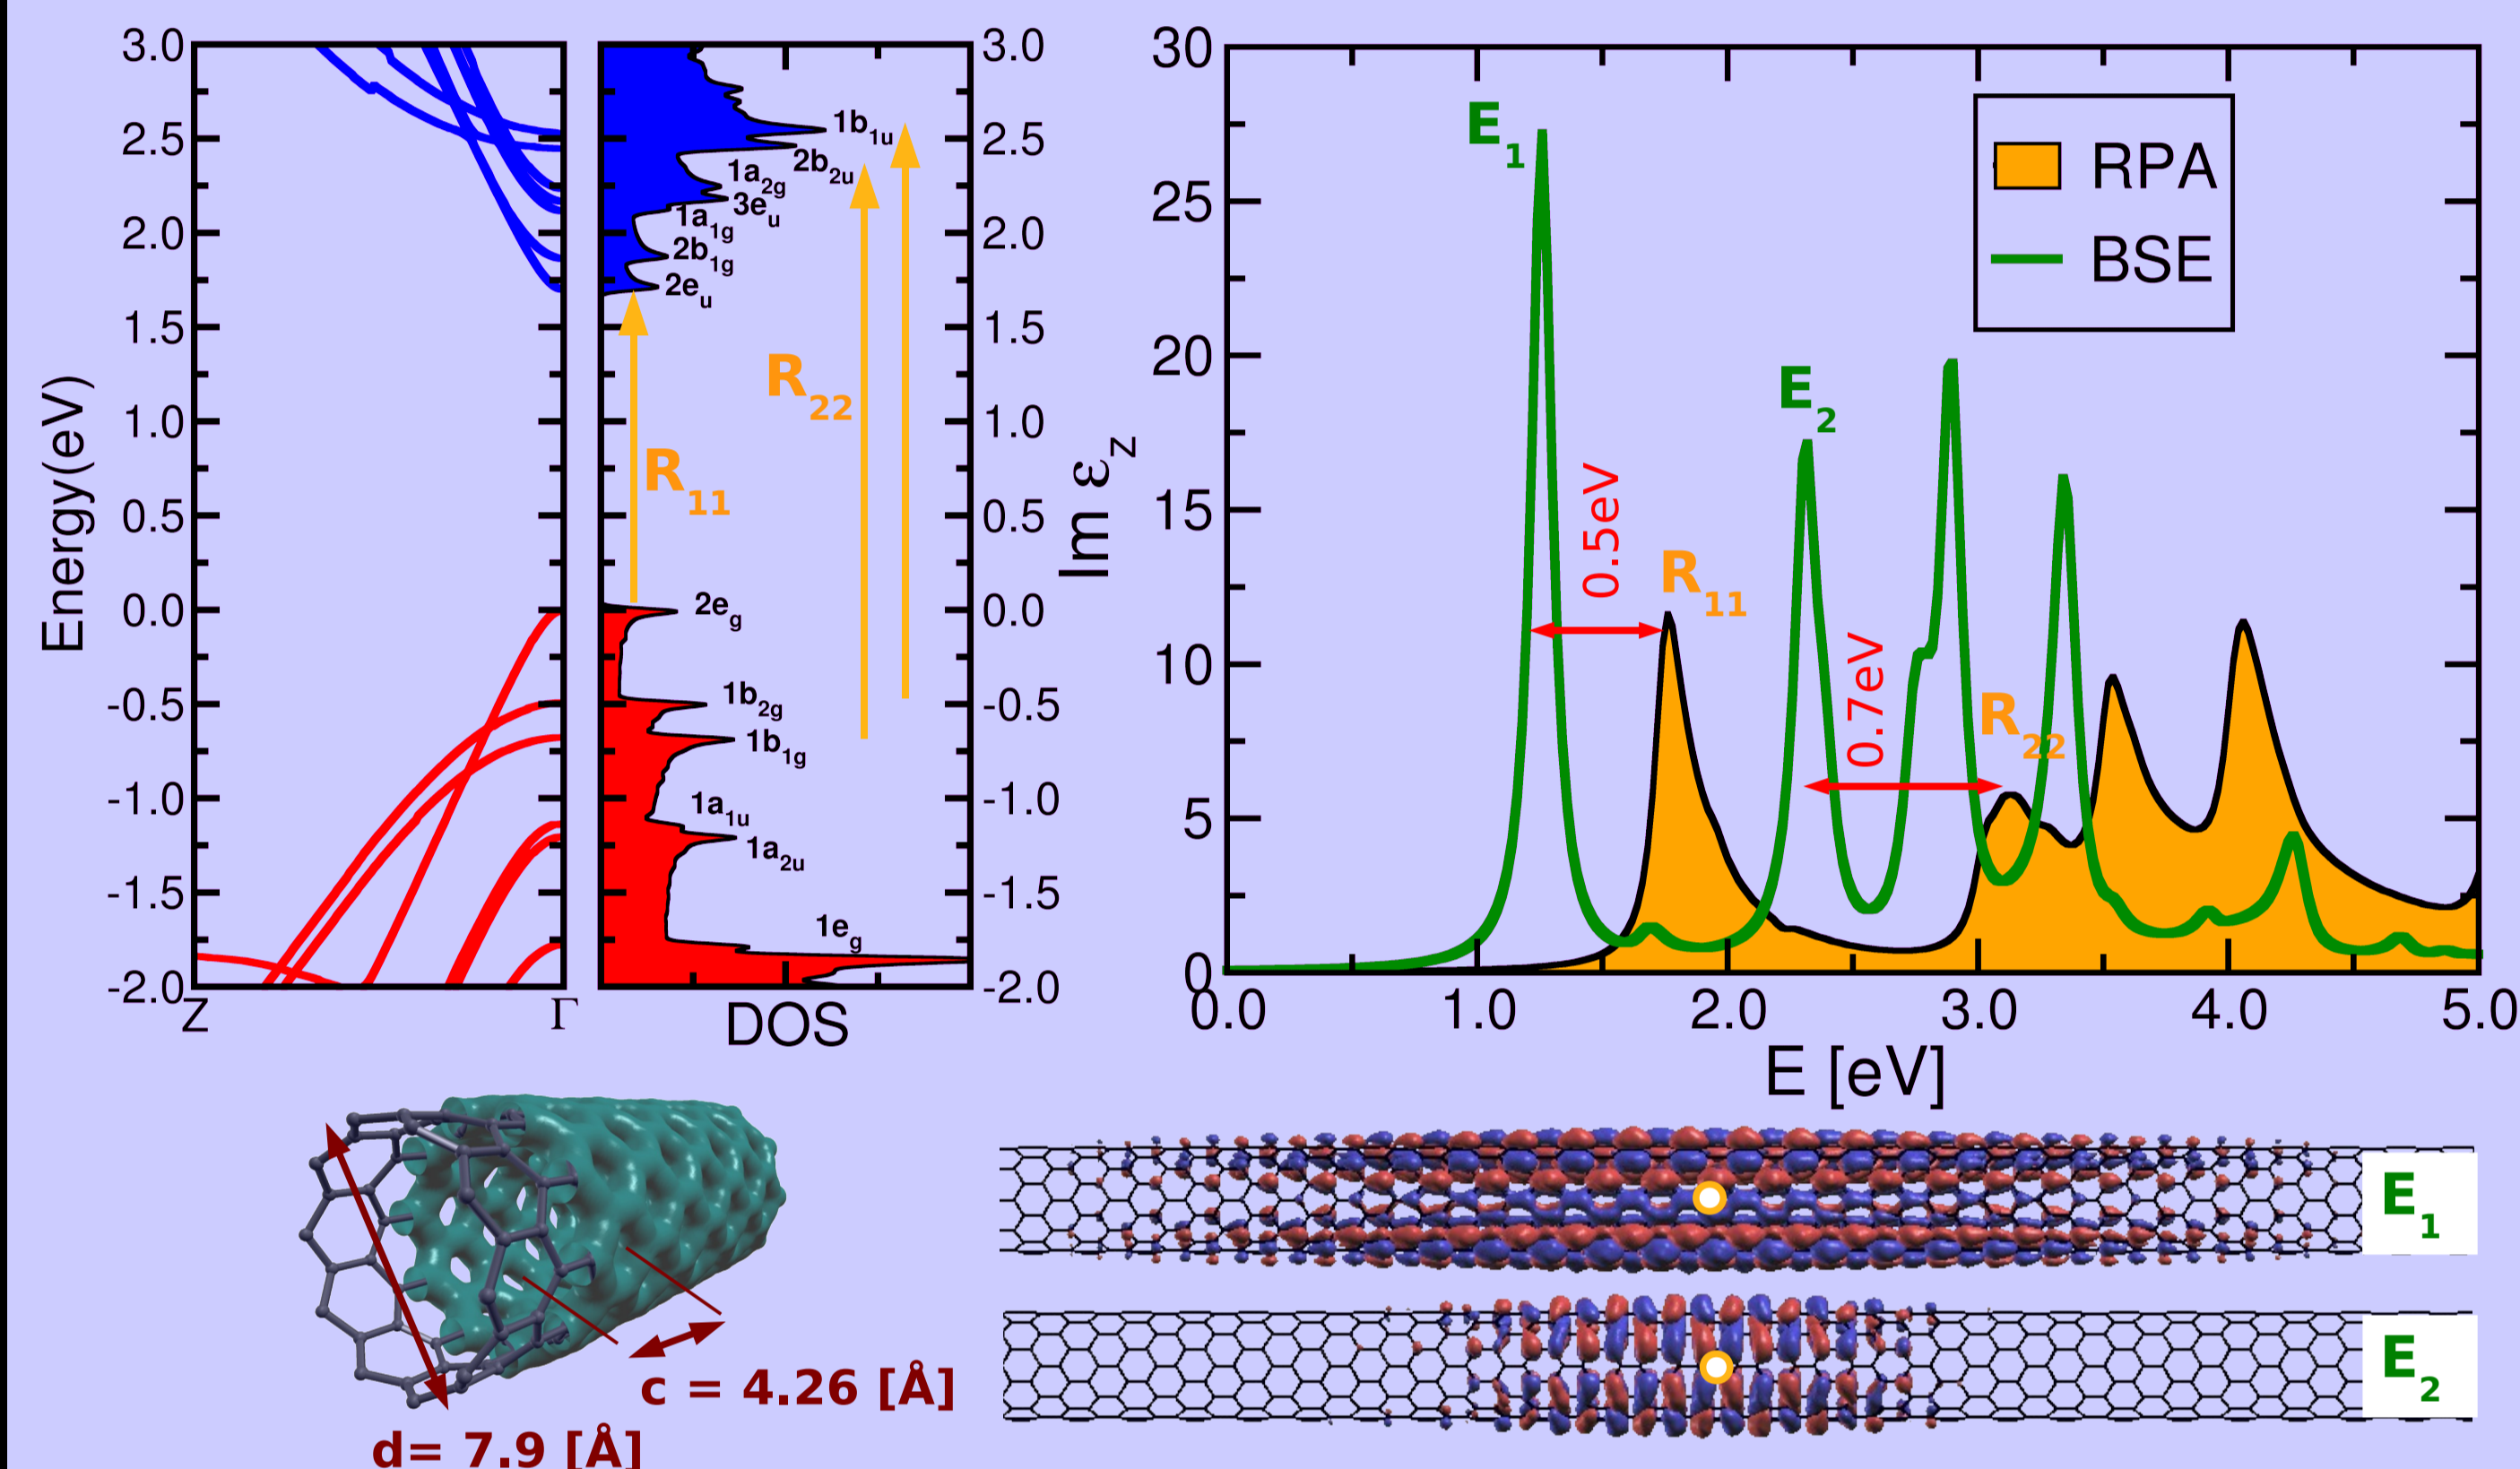 Energy(eV)
3.0
2.5
2.0
1.5
1.0
0.5
0.0
-0.5
-1.0
-1.5
-2.0
Z
Γ
1b1u
2b2u
1a2g
3eu
1a1g
2b1g
2eu
R22
R11
2eg
1b2g
1b1g
1a1u
1a2u
1eg
DOS
3.0
2.5
2.0
1.5
1.0
0.5
0.0
-0.5
-1.0
-1.5
-2.0
Im εz
30
25
20
15
10
5
0
E1
RPA
BSE
E2
0.5eV
R11
0.7eV
R22
0.0 1.0 2.0 3.0 4.0 5.0
E [eV]
c = 4.26 [Å]
d= 7.9 [Å]
E1
E2